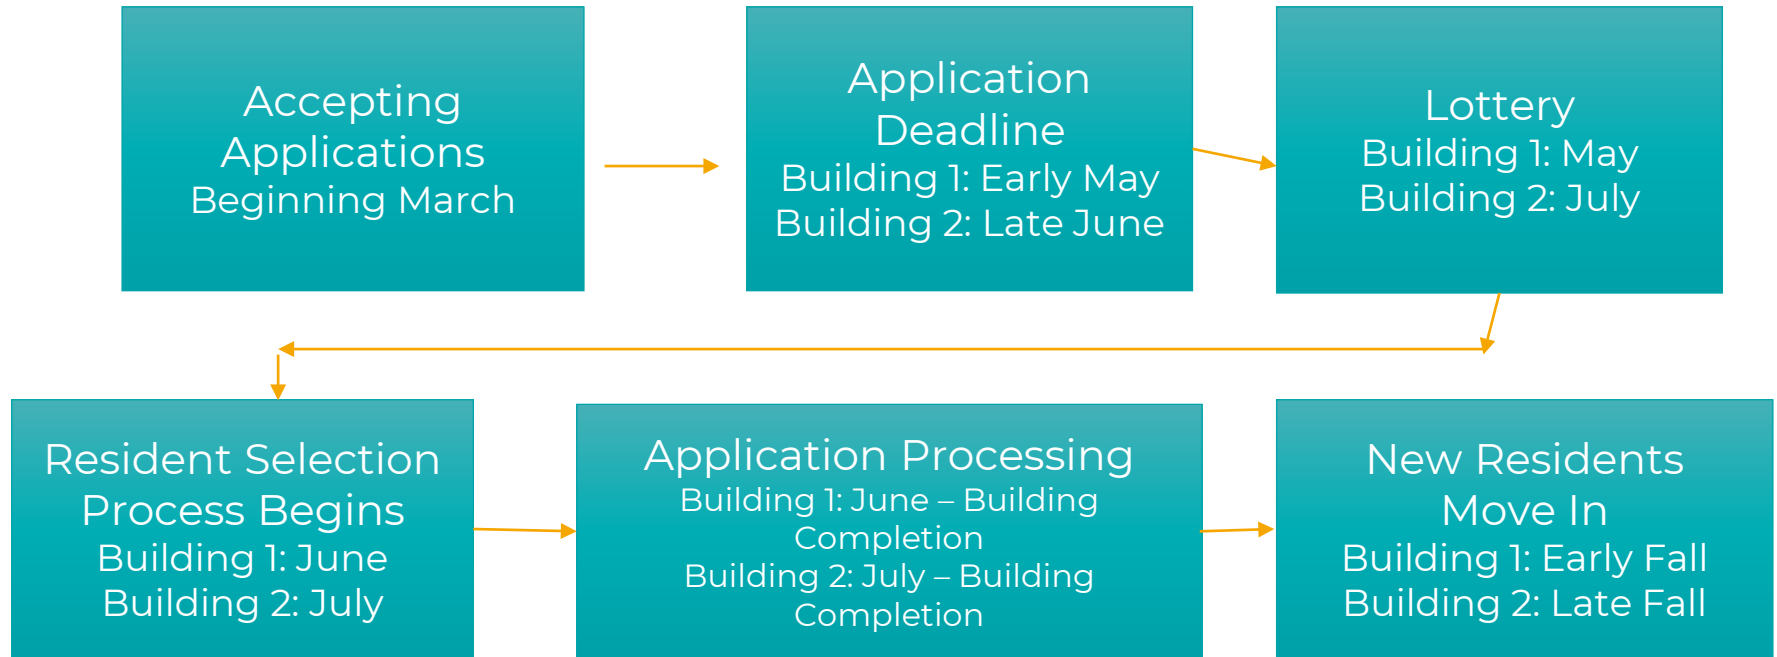 Accepting
Applications
Beginning March
Application
Deadline
Building 1: Early May
Building 2: Late June
Lottery
Building 1: May
Building 2: July
Resident Selection
Process Begins
Building 1: June
Building 2: July
Application Processing
Building 1: June – Building
Completion
Building 2: July – Building
Completion
New Residents
Move In
Building 1: Early Fall
Building 2: Late Fall